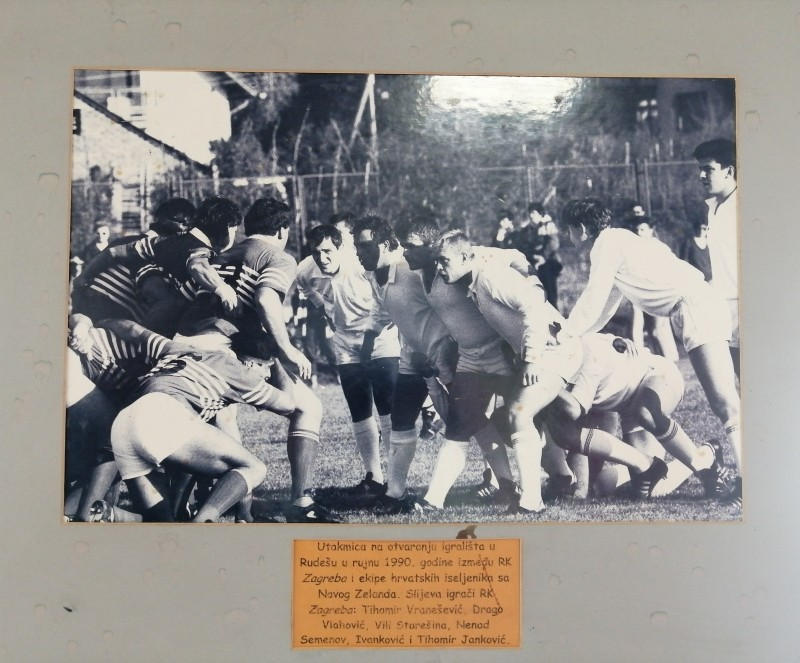 Utakmica na otvaranju igrališta u
Rudešu u rujnu 1990. godine između RK
Zagreba i ekipe hrvatskih iseljenika sa
Novog Zelanda. Slijeva igrači RK
Zagreba: Tihomir Vranešević, Drago
Vlahović, Vili Starešina, Nenad
Semenov, Ivanković i Tihomir Janković.